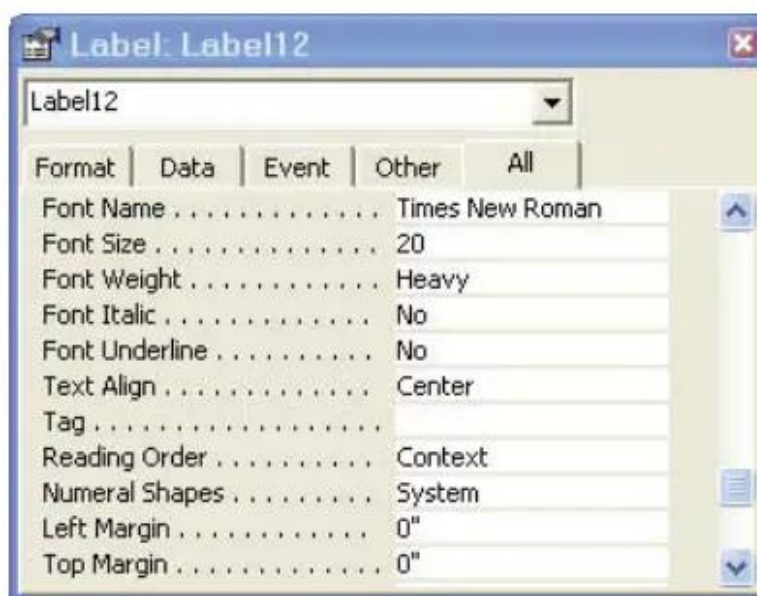 Label: Label12
Label12
Format Data Event Other All
Font Name . . . . . . . . . . . . . Times New Roman
Font Size . . . . . . . . . . . . . . 20
Font Weight . . . . . . . . . . . . Heavy
Font Italic . . . . . . . . . . . . . No
Font Underline . . . . . . . . . . No
Text Align . . . . . . . . . . . . . Center
Tag . . . . . . . . . . . . . . . . . .
Reading Order . . . . . . . . . . Context
Numeral Shapes . . . . . . . . . System
Left Margin . . . . . . . . . . . . 0"
Top Margin . . . . . . . . . . . . . 0"